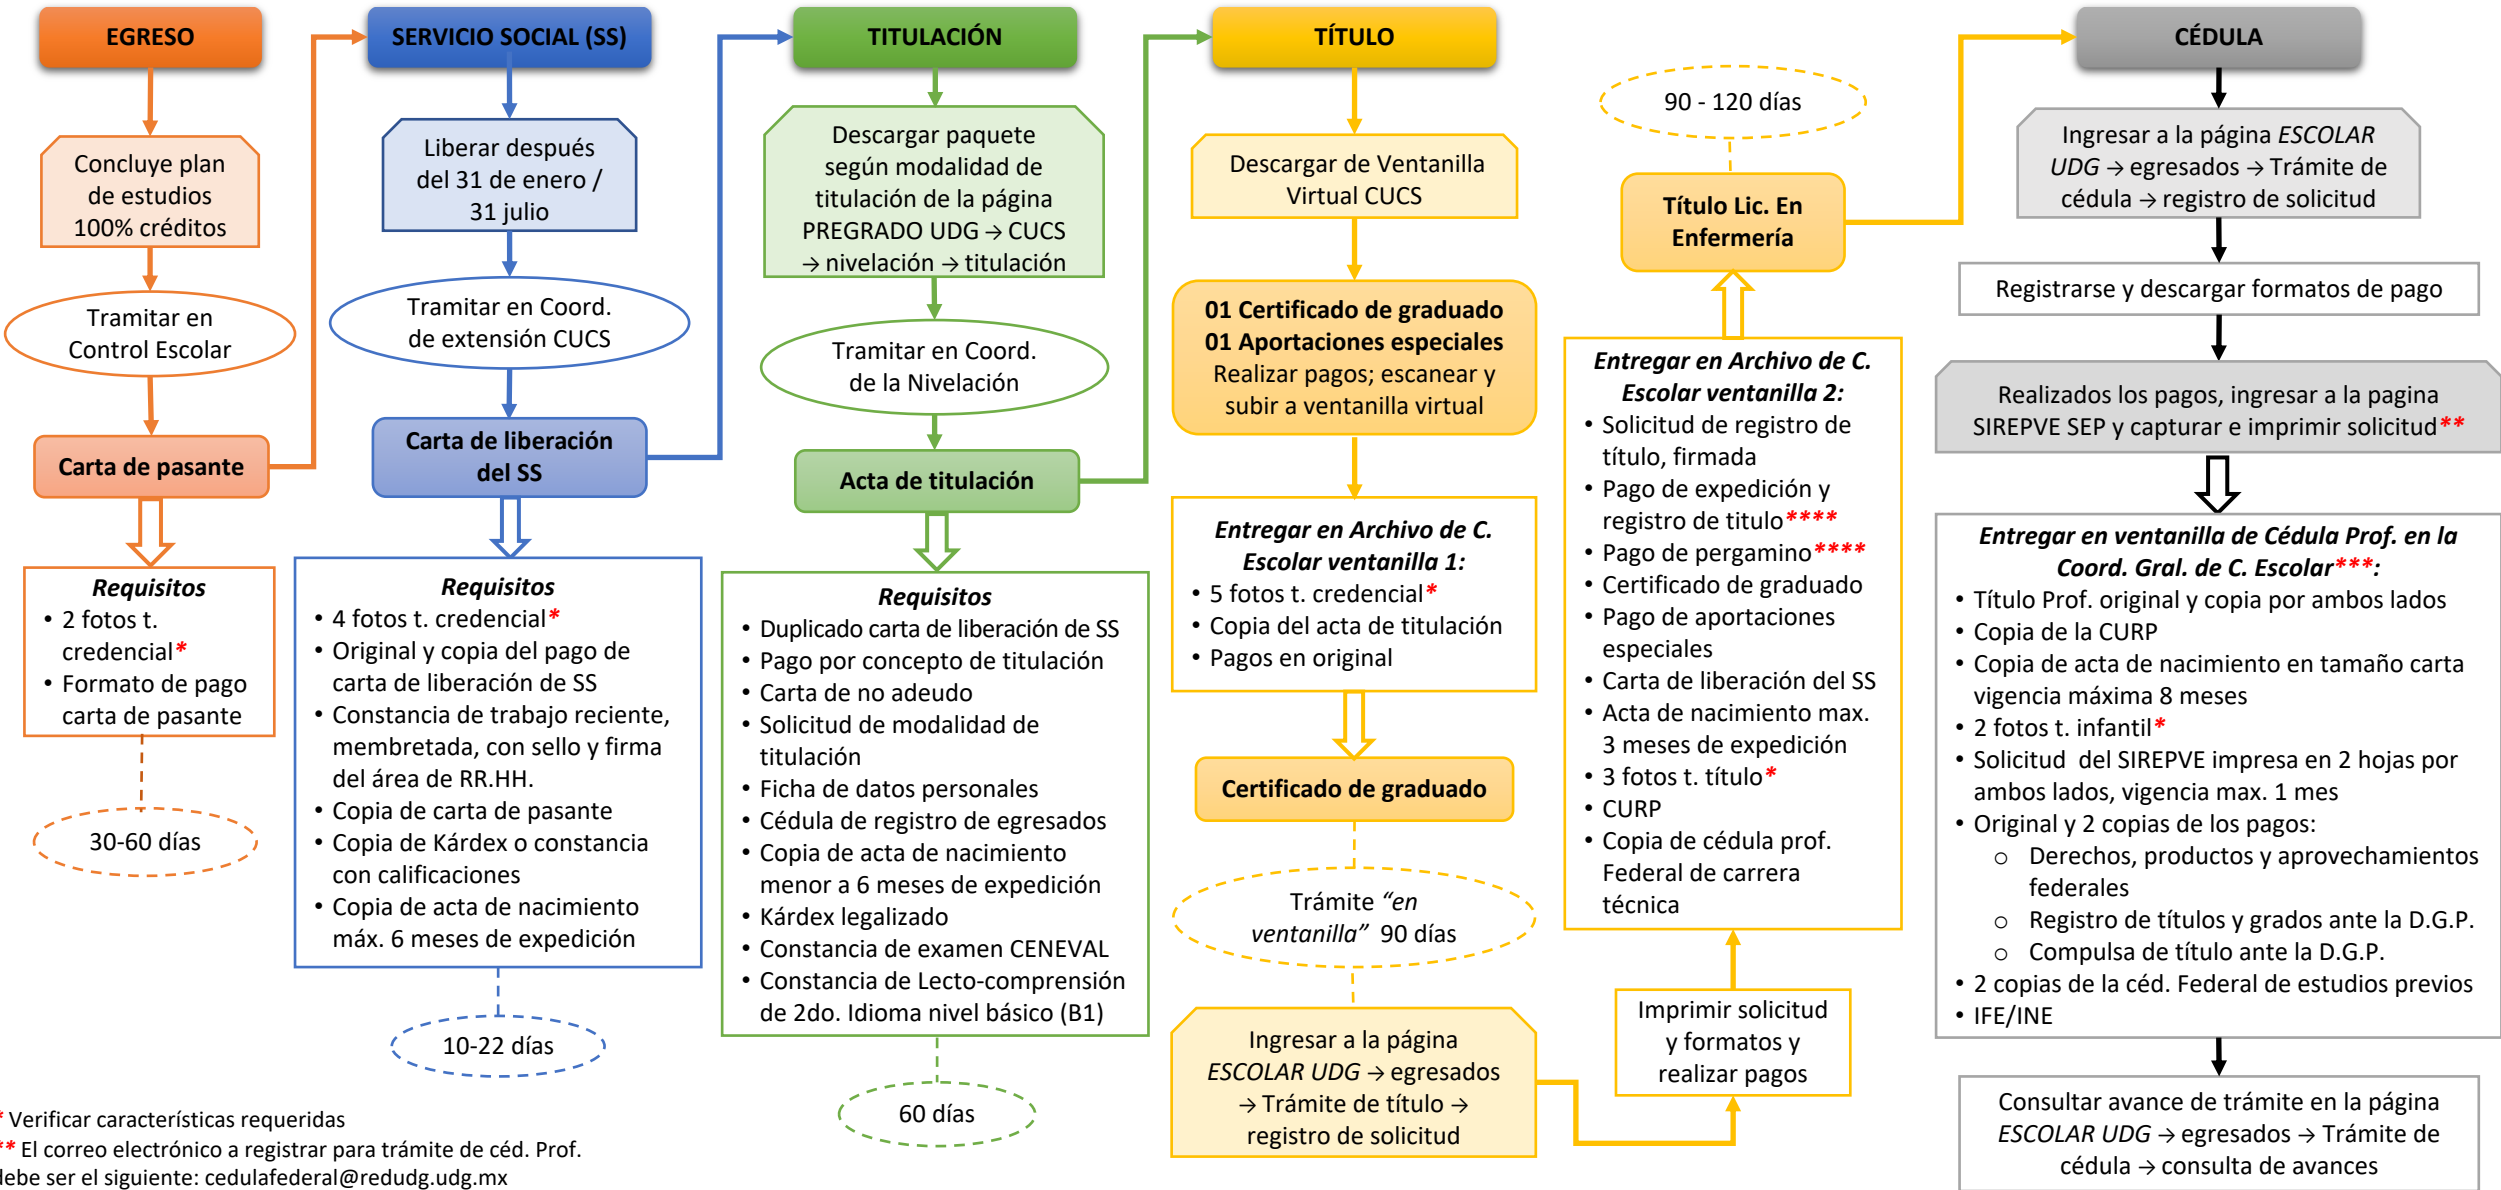 EGRESO
Concluye plan
de estudios
100% créditos
Tramitar en
Control Escolar
Carta de pasante
Requisitos
• 2 fotos t.
credencial*
• Formato de pago
carta de pasante
30-60 días
SERVICIO SOCIAL (SS)
Liberar después
del 31 de enero /
31 julio
Tramitar en Coord.
de extensión CUCS
Carta de liberación
del SS
Requisitos
• 4 fotos t. credencial*
• Original y copia del pago de
carta de liberación de SS
• Constancia de trabajo reciente,
membretada, con sello y firma
del área de RR.HH.
• Copia de carta de pasante
• Copia de Kárdex o constancia
con calificaciones
• Copia de acta de nacimiento
máx. 6 meses de expedición
10-22 días
TITULACIÓN
Descargar paquete
según modalidad de
titulación de la página
PREGRADO UDG → CUCS
→ nivelación → titulación
Tramitar en Coord.
de la Nivelación
Acta de titulación
Requisitos
• Duplicado carta de liberación de SS
• Pago por concepto de titulación
• Carta de no adeudo
• Solicitud de modalidad de
titulación
• Ficha de datos personales
• Cédula de registro de egresados
• Copia de acta de nacimiento
menor a 6 meses de expedición
• Kárdex legalizado
• Constancia de examen CENEVAL
• Constancia de Lecto-comprensión
de 2do. Idioma nivel básico (B1)
60 días
TÍTULO
Descargar de Ventanilla
Virtual CUCS
01 Certificado de graduado
01 Aportaciones especiales
Realizar pagos; escanear y
subir a ventanilla virtual
Entregar en Archivo de C.
Escolar ventanilla 1:
• 5 fotos t. credencial*
• Copia del acta de titulación
• Pagos en original
Certificado de graduado
Trámite “en
ventanilla” 90 días
Ingresar a la página
ESCOLAR UDG → egresados
→ Trámite de título →
registro de solicitud
Imprimir solicitud
y formatos y
realizar pagos
Entregar en Archivo de C.
Escolar ventanilla 2:
• Solicitud de registro de
título, firmada
• Pago de expedición y
registro de titulo****
• Pago de pergamino****
• Certificado de graduado
• Pago de aportaciones
especiales
• Carta de liberación del SS
• Acta de nacimiento max.
3 meses de expedición
• 3 fotos t. título*
• CURP
• Copia de cédula prof.
Federal de carrera
técnica
Título Lic. En
Enfermería
90 - 120 días
CÉDULA
Ingresar a la página ESCOLAR
UDG → egresados → Trámite de
cédula → registro de solicitud
Registrarse y descargar formatos de pago
Realizados los pagos, ingresar a la pagina
SIREPVE SEP y capturar e imprimir solicitud**
Entregar en ventanilla de Cédula Prof. en la
Coord. Gral. de C. Escolar***:
• Título Prof. original y copia por ambos lados
• Copia de la CURP
• Copia de acta de nacimiento en tamaño carta
vigencia máxima 8 meses
• 2 fotos t. infantil*
• Solicitud del SIREPVE impresa en 2 hojas por
ambos lados, vigencia max. 1 mes
• Original y 2 copias de los pagos:
o Derechos, productos y aprovechamientos
federales
o Registro de títulos y grados ante la D.G.P.
o Compulsa de título ante la D.G.P.
• 2 copias de la céd. Federal de estudios previos
• IFE/INE
Consultar avance de trámite en la página
ESCOLAR UDG → egresados → Trámite de
cédula → consulta de avances
* Verificar características requeridas
** El correo electrónico a registrar para trámite de céd. Prof.
debe ser el siguiente: cedulafederal@redudg.udg.mx